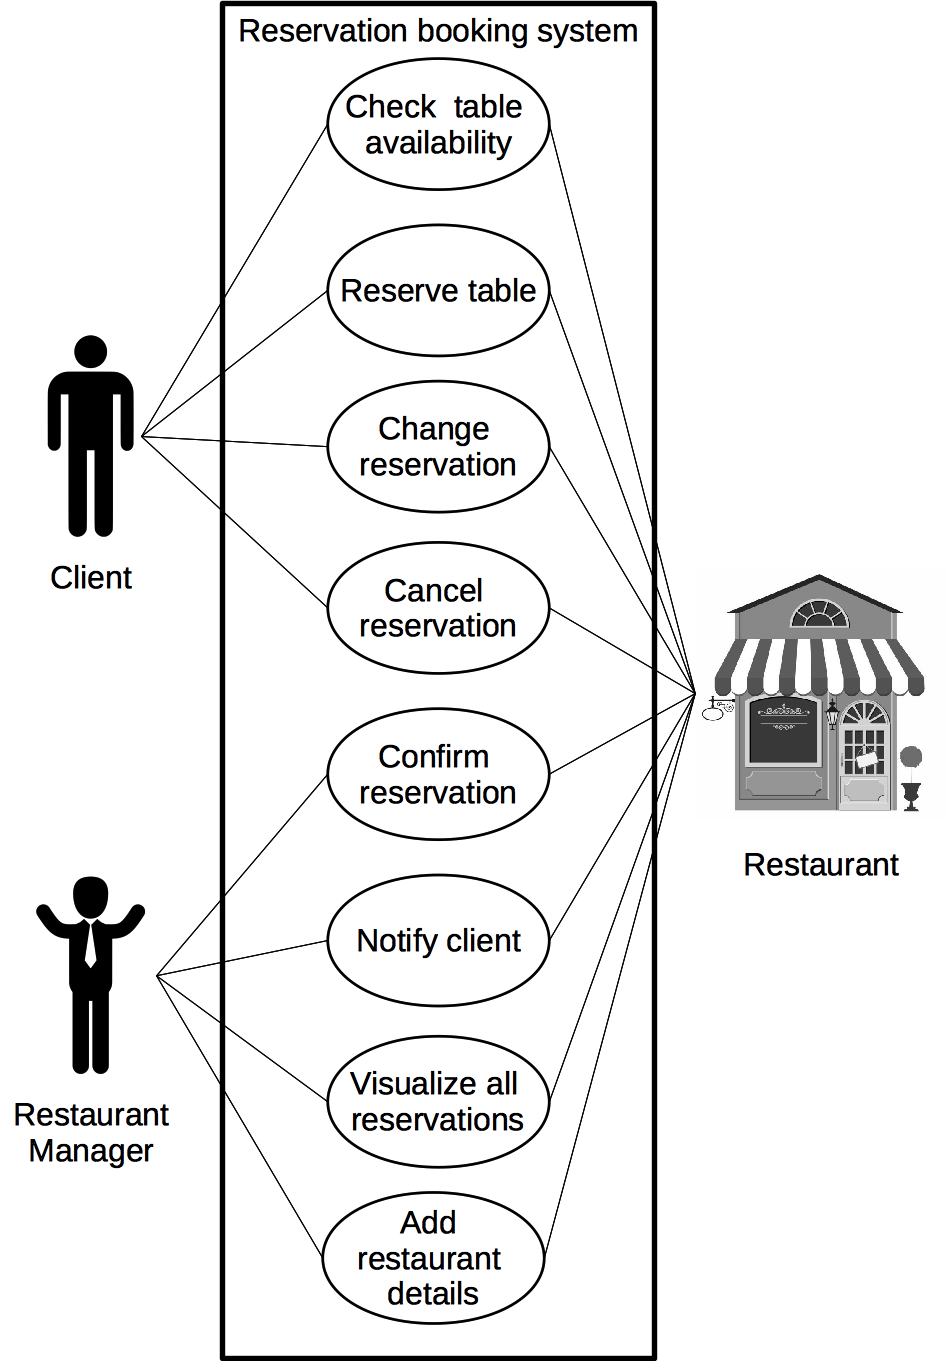 Reservation booking system
Check table
availability
Reserve table
Change
reservation
Client
Cancel
reservation
Confirm
reservation
Restaurant
Notify client
Restaurant
Manager
Visualize all
reservations
Add
restaurant
details